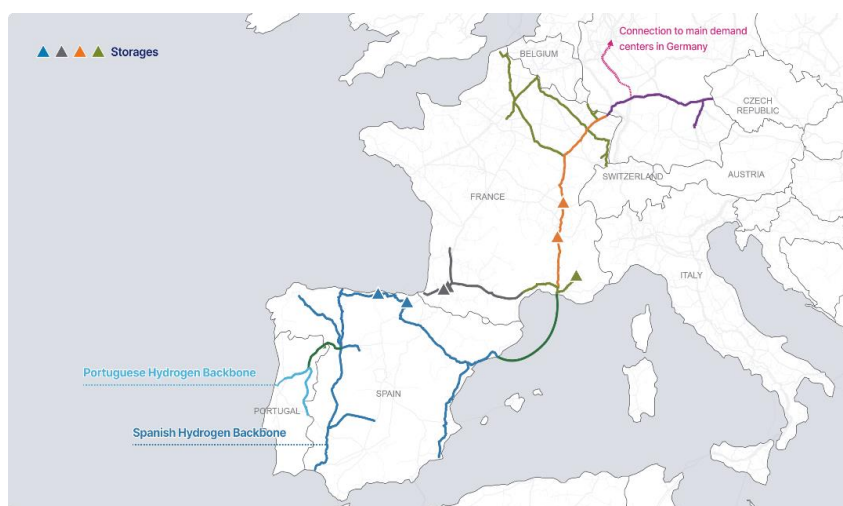 Storages
Connection to main demand
centers in Germany
BELGIUM
CZECH
REPUBLIC
SWITZERLAND
AUSTRIA
FRANCE
ITALY
Portuguese Hydrogen Backbone
SPAIN
PORTUGAL
Spanish Hydrogen Backbone